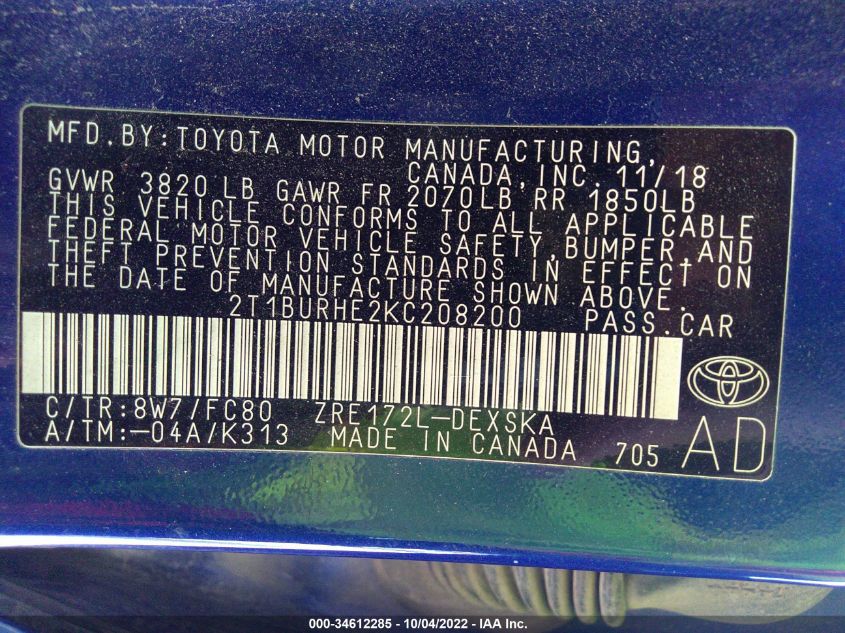 MFD.BY:TOYOTA MOTOR MANUFACTURING,
CANADA,INC. 11/18
GVWR 3820LB GAWR FR 2070LB RR 1850LB
THIS VEHICLE CONFORMS TO ALL APPLICABLE
FEDERAL MOTOR VEHICLE SAFETY,BUMPER,AND
THEFT PREVENTION STANDARDS IN EFFECT ON
THE DATE OF MANUFACTURE SHOWN ABOVE.
2T1BURHE2KC208200 PASS.CAR
C/TR:8W7/FC80 ZRE172L-DEXSKA
A/TM:-04A/K313 MADE IN CANADA 705 AD
000-34612285 - 10/04/2022 - IAA Inc.